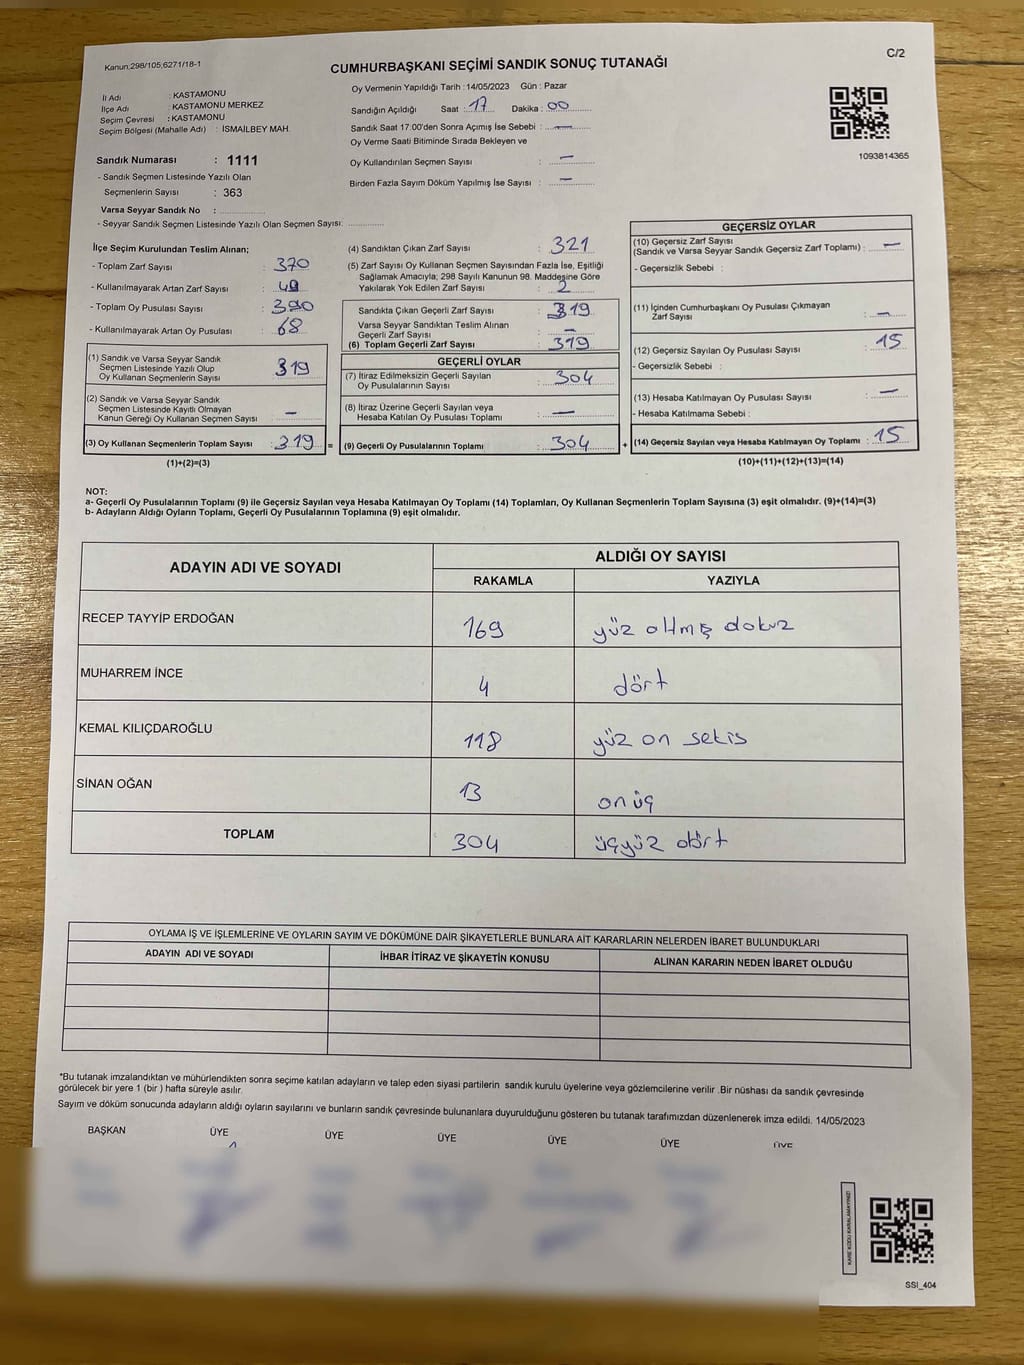 C/2
Kanun;298/105;6271/18-1
CUMHURBAŞKANI SEÇİMİ SANDIK SONUÇ TUTANAĞI
İl Adı : KASTAMONU
İlçe Adı : KASTAMONU MERKEZ
Seçim Çevresi : KASTAMONU
Seçim Bölgesi (Mahalle Adı) : İSMAİLBEY MAH.
Oy Vermenin Yapıldığı Tarih : 14/05/2023 Gün : Pazar
Sandığın Açıldığı Saat : 17 Dakika : 00
Sandık Saat 17:00'den Sonra Açımış İse Sebebi : —
Oy Verme Saati Bitiminde Sırada Bekleyen ve
Oy Kullandırılan Seçmen Sayısı : —
Birden Fazla Sayım Döküm Yapılmış İse Sayısı : —
1093814365
Sandık Numarası : 1111
- Sandık Seçmen Listesinde Yazılı Olan
Seçmenlerin Sayısı : 363
Varsa Seyyar Sandık No :
- Seyyar Sandık Seçmen Listesinde Yazılı Olan Seçmen Sayısı:
İlçe Seçim Kurulundan Teslim Alınan;
- Toplam Zarf Sayısı : 370
- Kullanılmayarak Artan Zarf Sayısı : 49
- Toplam Oy Pusulası Sayısı : 390
- Kullanılmayarak Artan Oy Pusulası : 68
(1) Sandık ve Varsa Seyyar Sandık
Seçmen Listesinde Yazılı Olup
Oy Kullanan Seçmenlerin Sayısı : 319
(2) Sandık ve Varsa Seyyar Sandık
Seçmen Listesinde Kayıtlı Olmayan
Kanun Gereği Oy Kullanan Seçmen Sayısı : —
(3) Oy Kullanan Seçmenlerin Toplam Sayısı : 319 =
(1)+(2)=(3)
(4) Sandıktan Çıkan Zarf Sayısı : 321
(5) Zarf Sayısı Oy Kullanan Seçmen Sayısından Fazla İse, Eşitliği
Sağlamak Amacıyla; 298 Sayılı Kanunun 98. Maddesine Göre
Yakılarak Yok Edilen Zarf Sayısı : 2
Sandıkta Çıkan Geçerli Zarf Sayısı : 319
Varsa Seyyar Sandıktan Teslim Alınan
Geçerli Zarf Sayısı : —
(6) Toplam Geçerli Zarf Sayısı : 319
GEÇERLİ OYLAR
(7) İtiraz Edilmeksizin Geçerli Sayılan
Oy Pusulalarının Sayısı : 304
(8) İtiraz Üzerine Geçerli Sayılan veya
Hesaba Katılan Oy Pusulası Toplamı : —
(9) Geçerli Oy Pusulalarının Toplamı : 304 +
GEÇERSİZ OYLAR
(10) Geçersiz Zarf Sayısı
(Sandık ve Varsa Seyyar Sandık Geçersiz Zarf Toplamı) : —
- Geçersizlik Sebebi :
(11) İçinden Cumhurbaşkanı Oy Pusulası Çıkmayan
Zarf Sayısı : —
(12) Geçersiz Sayılan Oy Pusulası Sayısı : 15
- Geçersizlik Sebebi :
(13) Hesaba Katılmayan Oy Pusulası Sayısı : —
- Hesaba Katılmama Sebebi :
(14) Geçersiz Sayılan veya Hesaba Katılmayan Oy Toplamı : 15
(10)+(11)+(12)+(13)=(14)
NOT:
a- Geçerli Oy Pusulalarının Toplamı (9) ile Geçersiz Sayılan veya Hesaba Katılmayan Oy Toplamı (14) Toplamları, Oy Kullanan Seçmenlerin Toplam Sayısına (3) eşit olmalıdır. (9)+(14)=(3)
b- Adayların Aldığı Oyların Toplamı, Geçerli Oy Pusulalarının Toplamına (9) eşit olmalıdır.
ADAYIN ADI VE SOYADI ALDIĞI OY SAYISI
RAKAMLA YAZIYLA
RECEP TAYYİP ERDOĞAN 169 yüz altmış dokuz
MUHARREM İNCE 4 dört
KEMAL KILIÇDAROĞLU 118 yüz on sekis
SİNAN OĞAN 13 onüç
TOPLAM 304 üçyüz dört
OYLAMA İŞ VE İŞLEMLERİNE VE OYLARIN SAYIM VE DÖKÜMÜNE DAİR ŞİKAYETLERLE BUNLARA AİT KARARLARIN NELERDEN İBARET BULUNDUKLARI
ADAYIN ADI VE SOYADI İHBAR İTİRAZ VE ŞİKAYETİN KONUSU ALINAN KARARIN NEDEN İBARET OLDUĞU
*Bu tutanak imzalandıktan ve mühürlendikten sonra seçime katılan adayların ve talep eden siyasi partilerin sandık kurulu üyelerine veya gözlemcilerine verilir .Bir nüshası da sandık çevresinde
görülecek bir yere 1 (bir ) hafta süreyle asılır.
Sayım ve döküm sonucunda adayların aldığı oyların sayılarını ve bunların sandık çevresinde bulunanlara duyurulduğunu gösteren bu tutanak tarafımızdan düzenlenerek imza edildi. 14/05/2023
BAŞKAN ÜYE ÜYE ÜYE ÜYE ÜYE ÜYE
KARE KODU KARALAMAYINIZ!
SSI_404